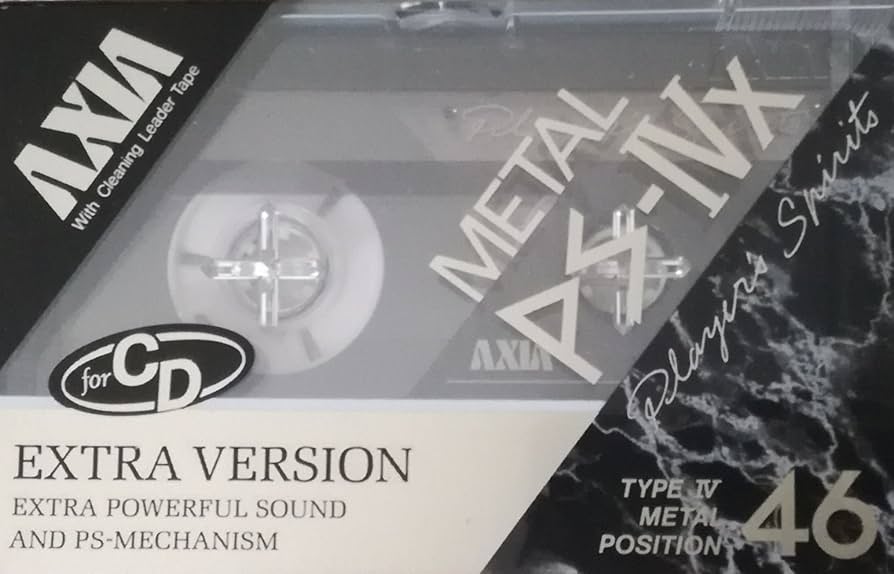 AXIA
With Cleaning Leader Tape
METAL
PS-IVx
Player's Spirits
AXIA
for CD
EXTRA VERSION
EXTRA POWERFUL SOUND
AND PS-MECHANISM
TYPE IV
METAL
POSITION
46